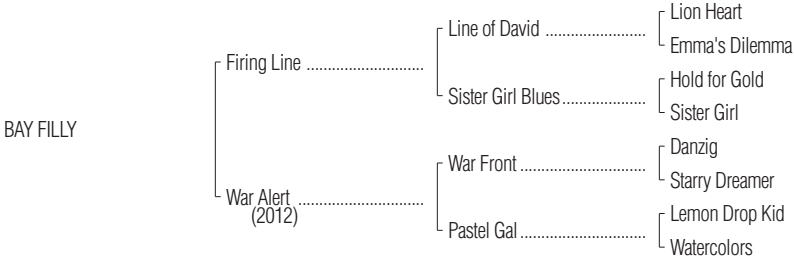 Lion Heart
Line of David ........................
Emma's Dilemma
Firing Line ............................
Hold for Gold
Sister Girl Blues....................
Sister Girl
BAY FILLY
Danzig
War Front ..............................
Starry Dreamer
War Alert ..............................
(2012)
Lemon Drop Kid
Pastel Gal ..............................
Watercolors